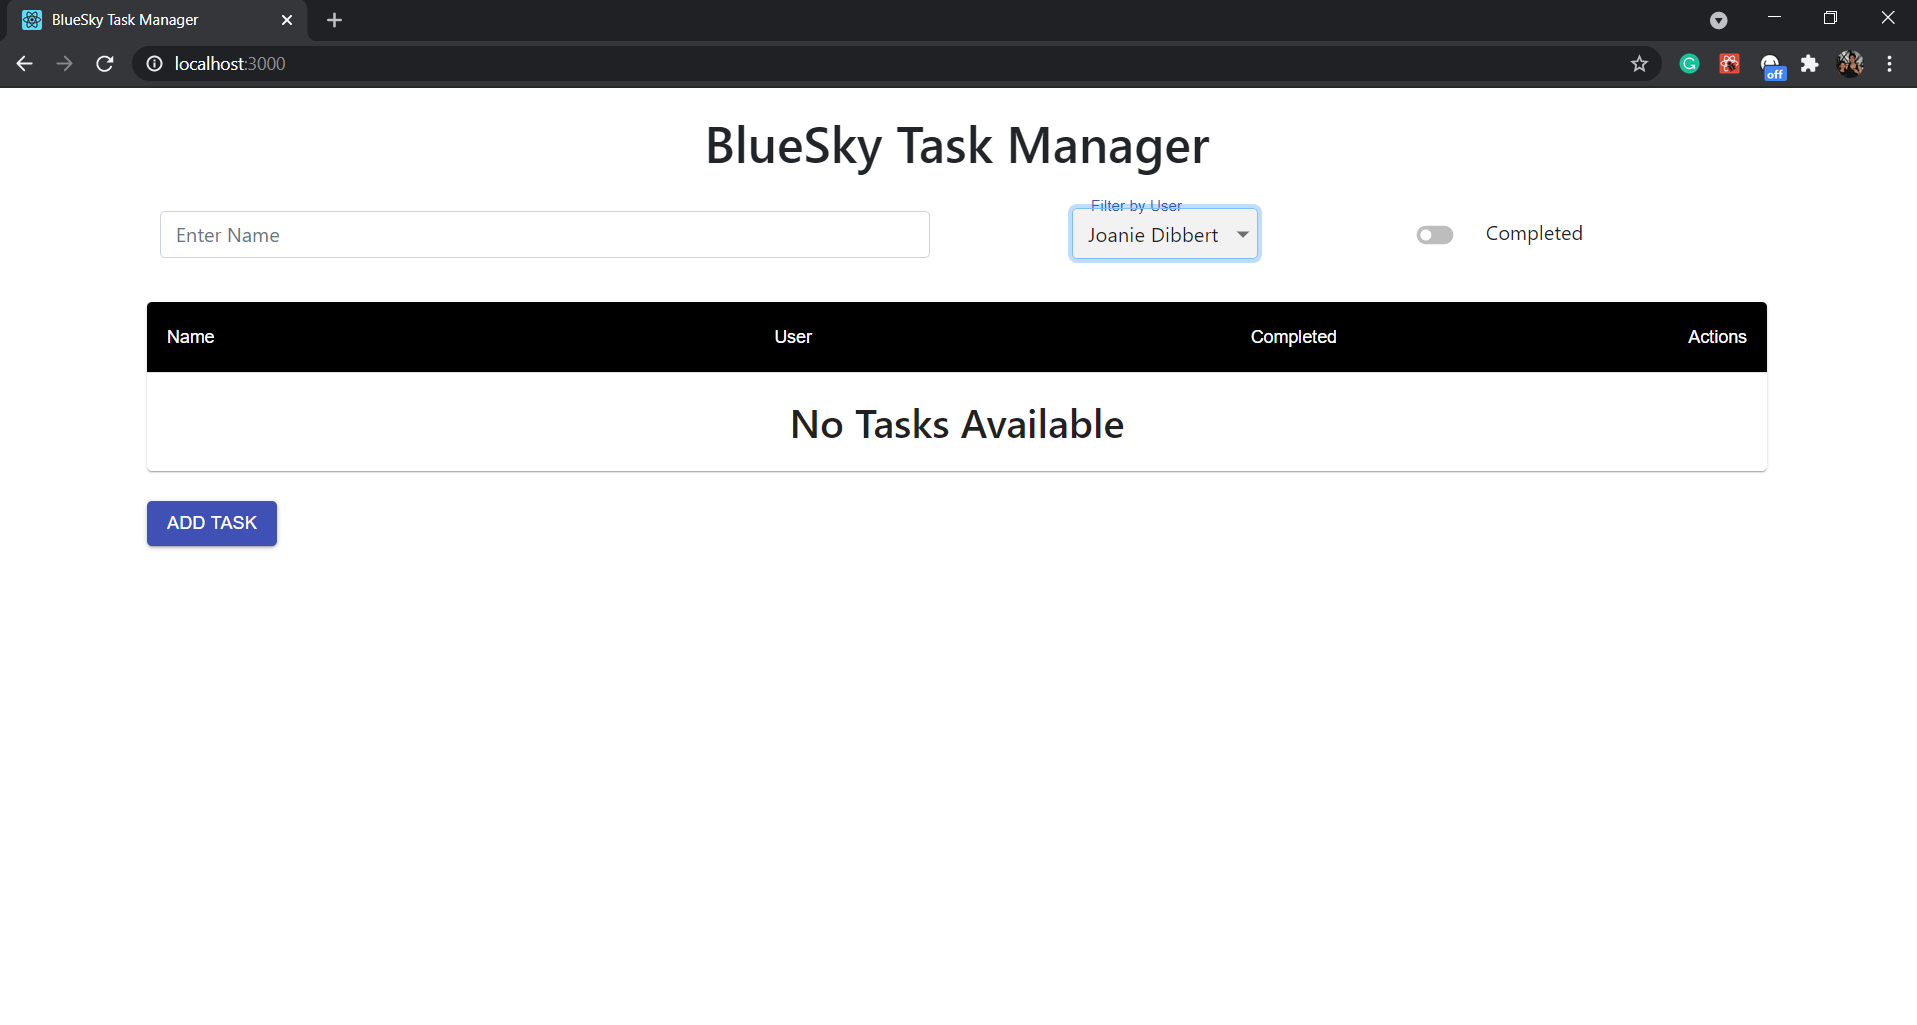 BlueSky Task Manager
localhost:3000
off
BlueSky Task Manager
Filter by User
Enter Name
Joanie Dibbert
Completed
Name User Completed Actions
No Tasks Available
ADD TASK